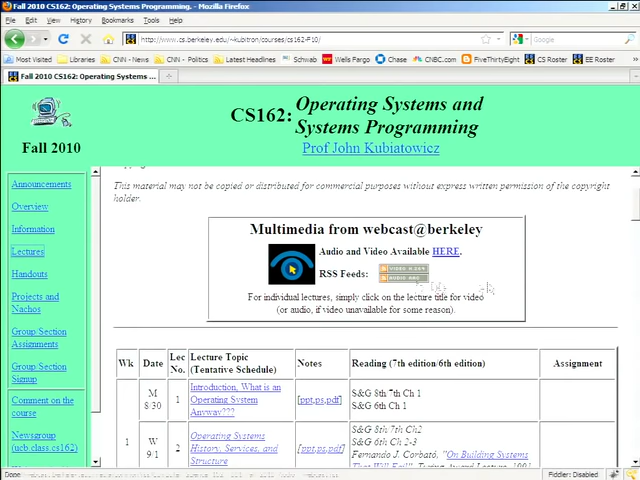 Fall 2010 CS162: Operating Systems Programming. - Mozilla Firefox
File Edit View History Bookmarks Tools Help
http://www.cs.berkeley.edu/~kubitron/courses/cs162-F10/
Google
Most Visited Libraries CNN - News CNN - Politics Latest Headlines Schwab Wells Fargo Chase CNBC.com FiveThirtyEight CS Roster EE Roster
Fall 2010 CS162: Operating Systems ...
CS162: Operating Systems and
Systems Programming
Prof John Kubiatowicz
Fall 2010
Announcements
Overview
Information
Lectures
Handouts
Projects and
Nachos
Group Section
Assignments
Group Section
Signup
Comment on the
course
Newsgroup
(ucb.class.cs162)
This material may not be copied or distributed for commercial purposes without express written permission of the copyright
holder.
Multimedia from webcast@berkeley
Audio and Video Available HERE.
RSS Feeds: VIDEO H.264
AUDIO AAC
For individual lectures, simply click on the lecture title for video
(or audio, if video unavailable for some reason).
Wk Date Lec No Lecture Topic (Tentative Schedule) Notes Reading (7th edition/6th edition) Assignment
1
M 8/30 1 Introduction, What is an Operating System Anyway??? [ppt,ps,pdf] S&G 8th 7th Ch 1
S&G 6th Ch 1
W 9/1 2 Operating Systems History, Services, and Structure [ppt,ps,pdf] S&G 8th 7th Ch2
S&G 6th Ch 2-3
Fernando J. Corbató, "On Building
Systems That Will Fail"
Done
Fiddler: Disabled